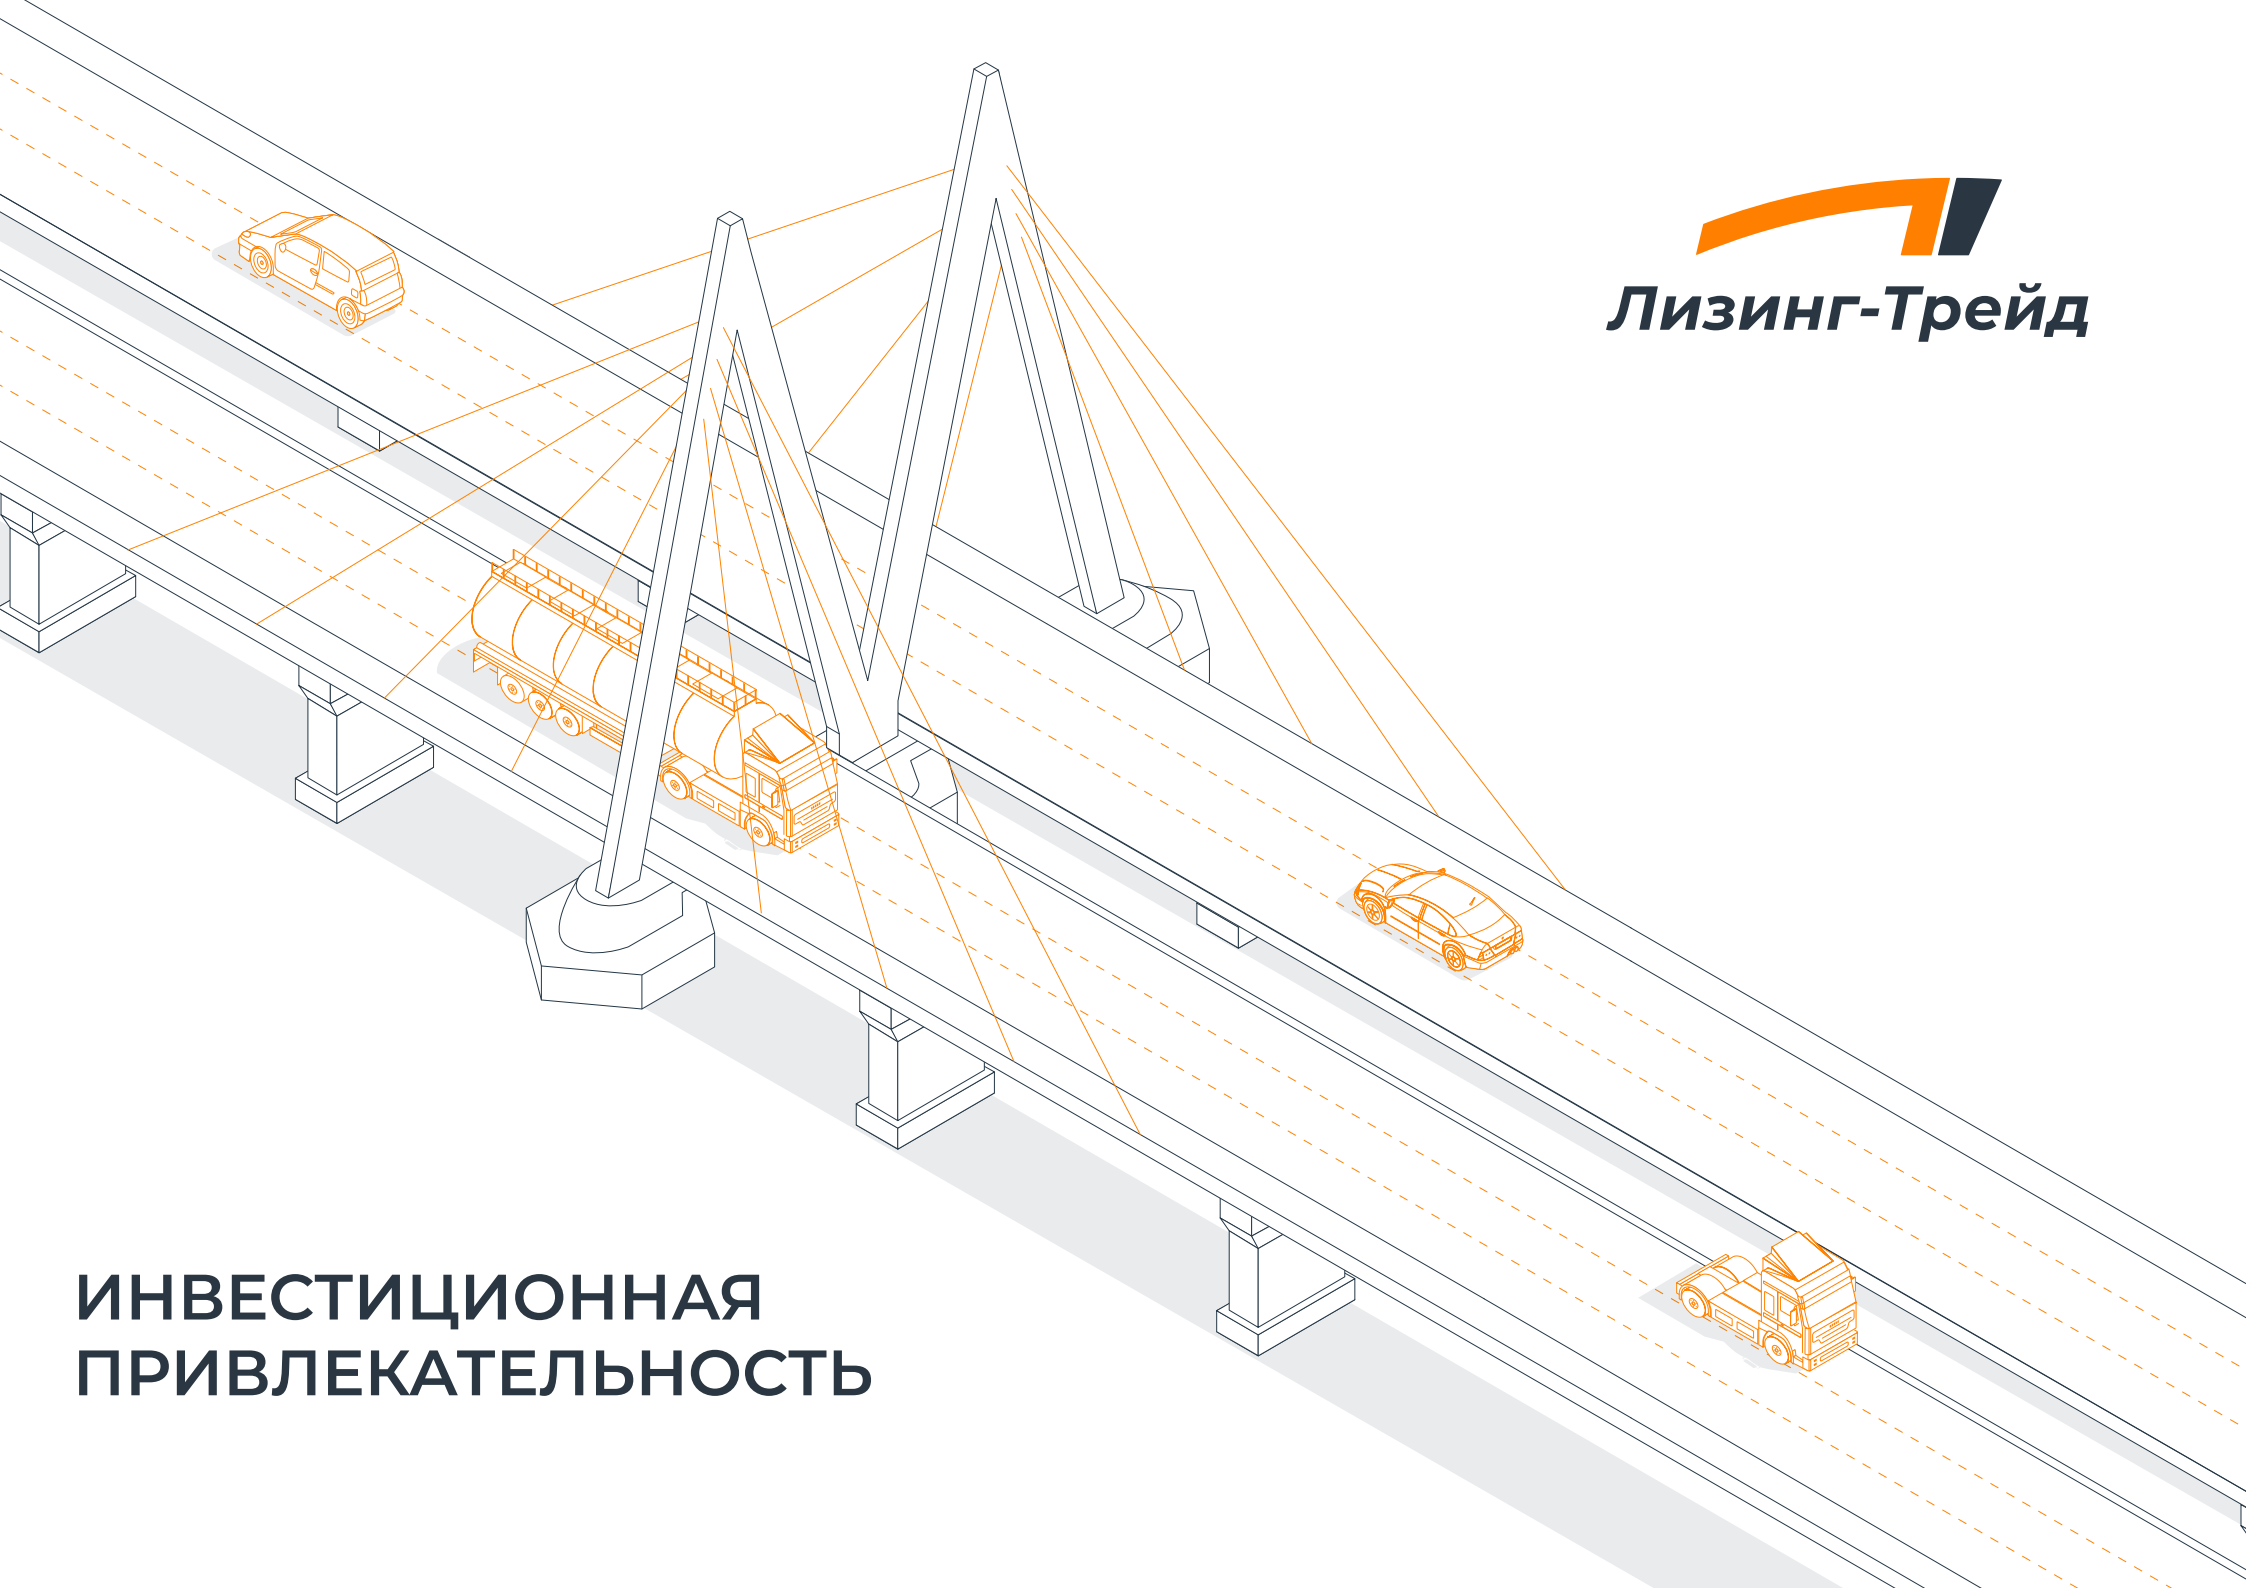 Лизинг-Трейд
ИНВЕСТИЦИОННАЯ
ПРИВЛЕКАТЕЛЬНОСТЬ